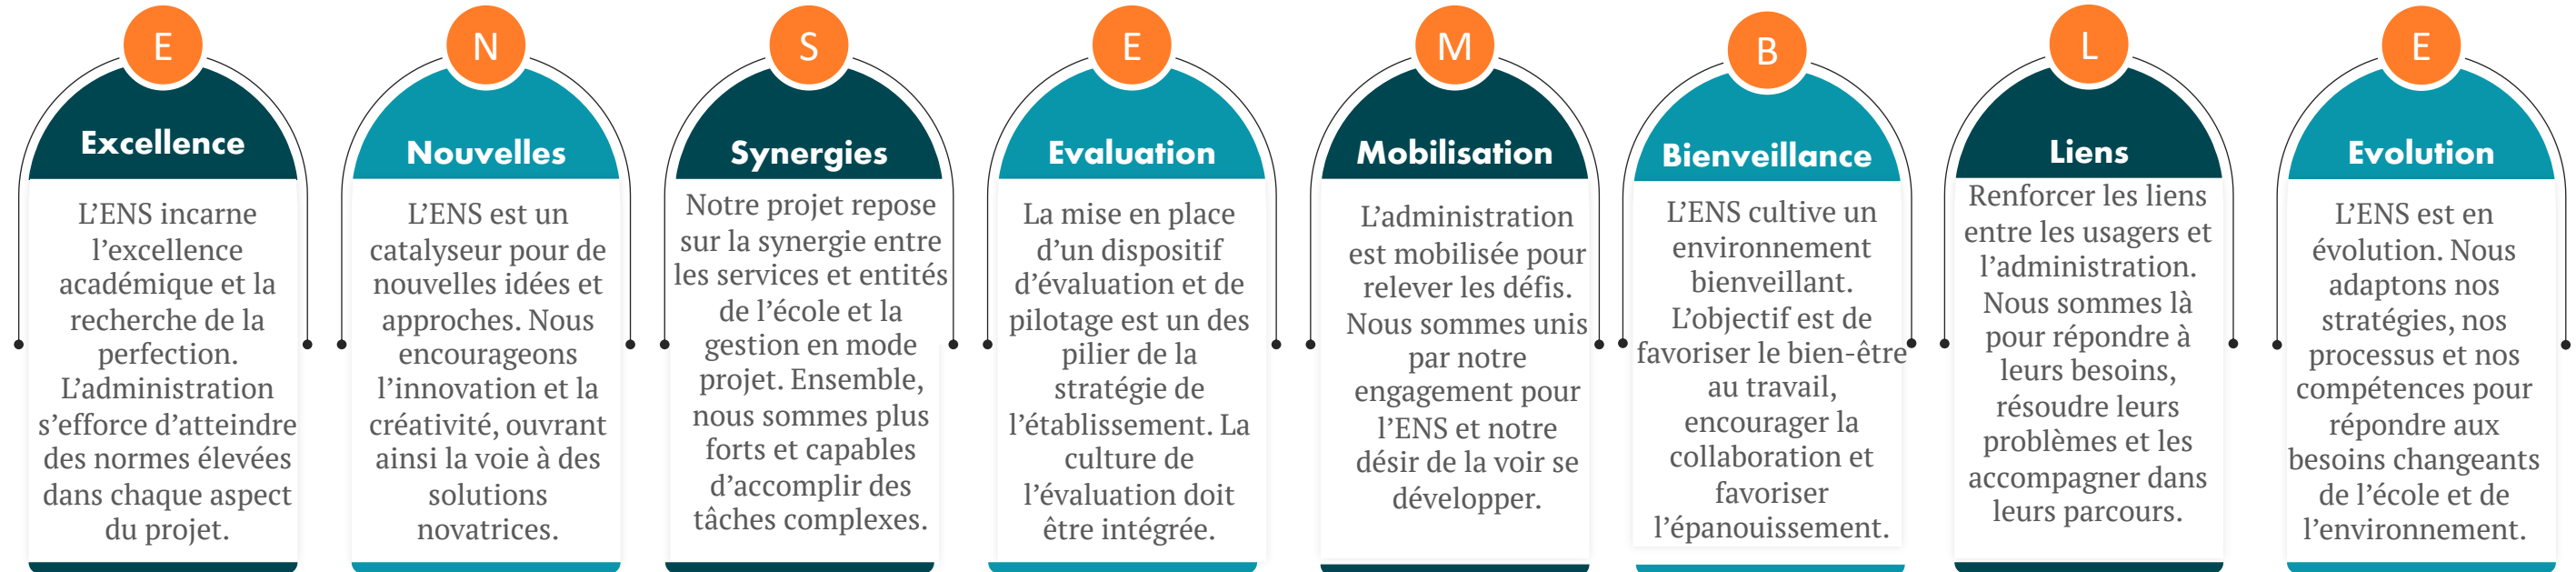 E
Excellence
L’ENS incarne
l’excellence
académique et la
recherche de la
perfection.
L’administration
s’efforce d’atteindre
des normes élevées
dans chaque aspect
du projet.
N
Nouvelles
L’ENS est un
catalyseur pour de
nouvelles idées et
approches. Nous
encourageons
l’innovation et la
créativité, ouvrant
ainsi la voie à des
solutions
novatrices.
S
Synergies
Notre projet repose
sur la synergie entre
les services et entités
de l’école et la
gestion en mode
projet. Ensemble,
nous sommes plus
forts et capables
d’accomplir des
tâches complexes.
E
Evaluation
La mise en place
d’un dispositif
d’évaluation et de
pilotage est un des
pilier de la
stratégie de
l’établissement. La
culture de
l’évaluation doit
être intégrée.
M
Mobilisation
L’administration
est mobilisée pour
relever les défis.
Nous sommes unis
par notre
engagement pour
l’ENS et notre
désir de la voir se
développer.
B
Bienveillance
L’ENS cultive un
environnement
bienveillant.
L’objectif est de
favoriser le bien-être
au travail,
encourager la
collaboration et
favoriser
l’épanouissement.
L
Liens
Renforcer les liens
entre les usagers et
l’administration.
Nous sommes là
pour répondre à
leurs besoins,
résoudre leurs
problèmes et les
accompagner dans
leurs parcours.
E
Evolution
L’ENS est en
évolution. Nous
adaptons nos
stratégies, nos
processus et nos
compétences pour
répondre aux
besoins changeants
de l’école et de
l’environnement.